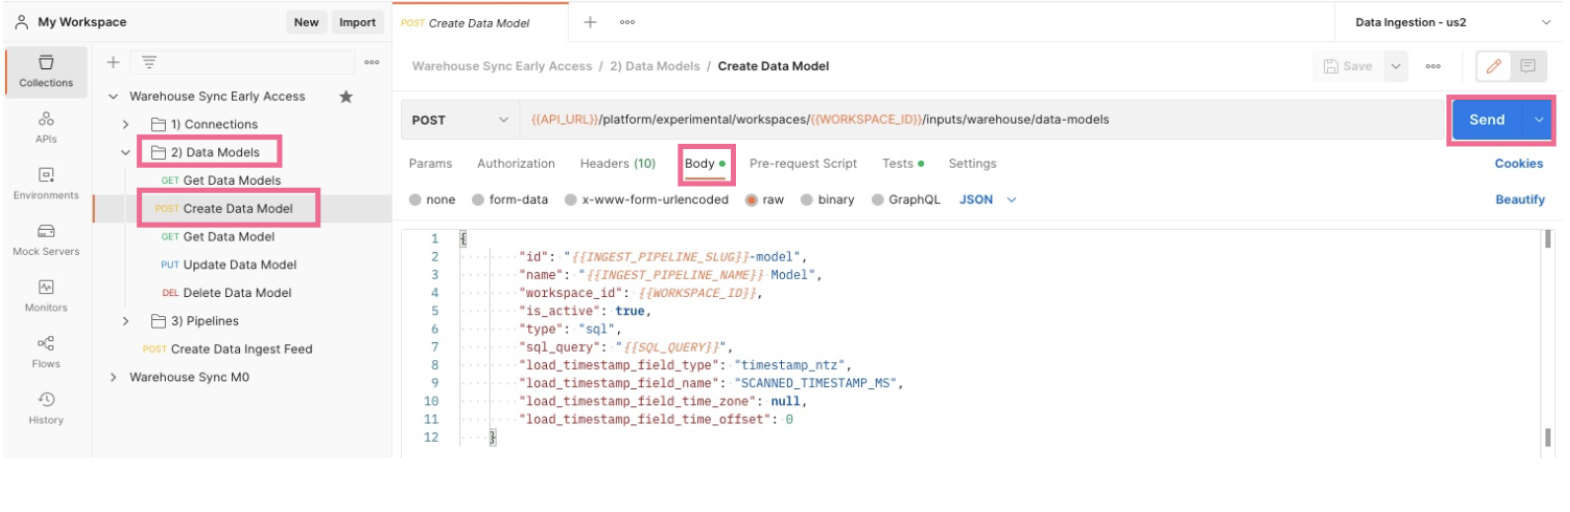 My Workspace
New
Import
POST Create Data Model
Data Ingestion - us2
Collections
APIs
Environments
Mock Servers
Monitors
Flows
History
Warehouse Sync Early Access
1) Connections
2) Data Models
GET Get Data Models
POST Create Data Model
GET Get Data Model
PUT Update Data Model
DEL Delete Data Model
3) Pipelines
POST Create Data Ingest Feed
Warehouse Sync M0
Warehouse Sync Early Access / 2) Data Models / Create Data Model
Save
POST
{{API_URL}}/platform/experimental/workspaces/{{WORKSPACE_ID}}/inputs/warehouse/data-models
Send
Params Authorization Headers (10) Body Pre-request Script Tests Settings
Cookies
none form-data x-www-form-urlencoded raw binary GraphQL JSON
Beautify
1 {
2 "id": "{{INGEST_PIPELINE_SLUG}}-model",
3 "name": "{{INGEST_PIPELINE_NAME}} Model",
4 "workspace_id": {{WORKSPACE_ID}},
5 "is_active": true,
6 "type": "sql",
7 "sql_query": "{{SQL_QUERY}}",
8 "load_timestamp_field_type": "timestamp_ntz",
9 "load_timestamp_field_name": "SCANNED_TIMESTAMP_MS",
10 "load_timestamp_field_time_zone": null,
11 "load_timestamp_field_time_offset": 0
12 }